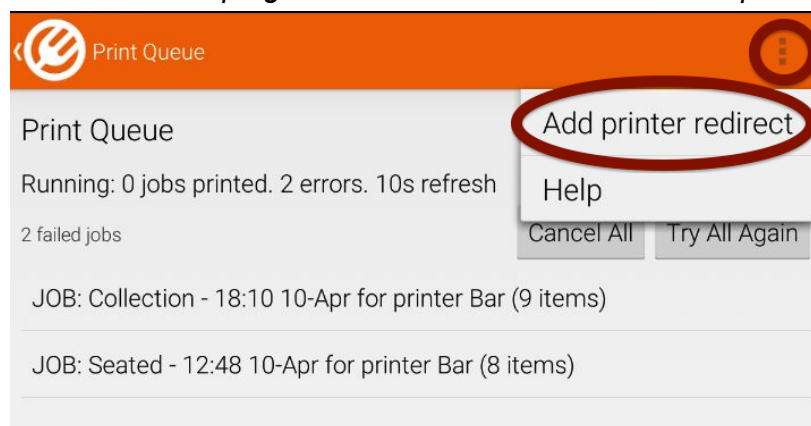 Print Queue
Add printer redirect
Print Queue
Running: 0 jobs printed. 2 errors. 10s refresh
Help
2 failed jobs
Cancel All
Try All Again
JOB: Collection - 18:10 10-Apr for printer Bar (9 items)
JOB: Seated - 12:48 10-Apr for printer Bar (8 items)